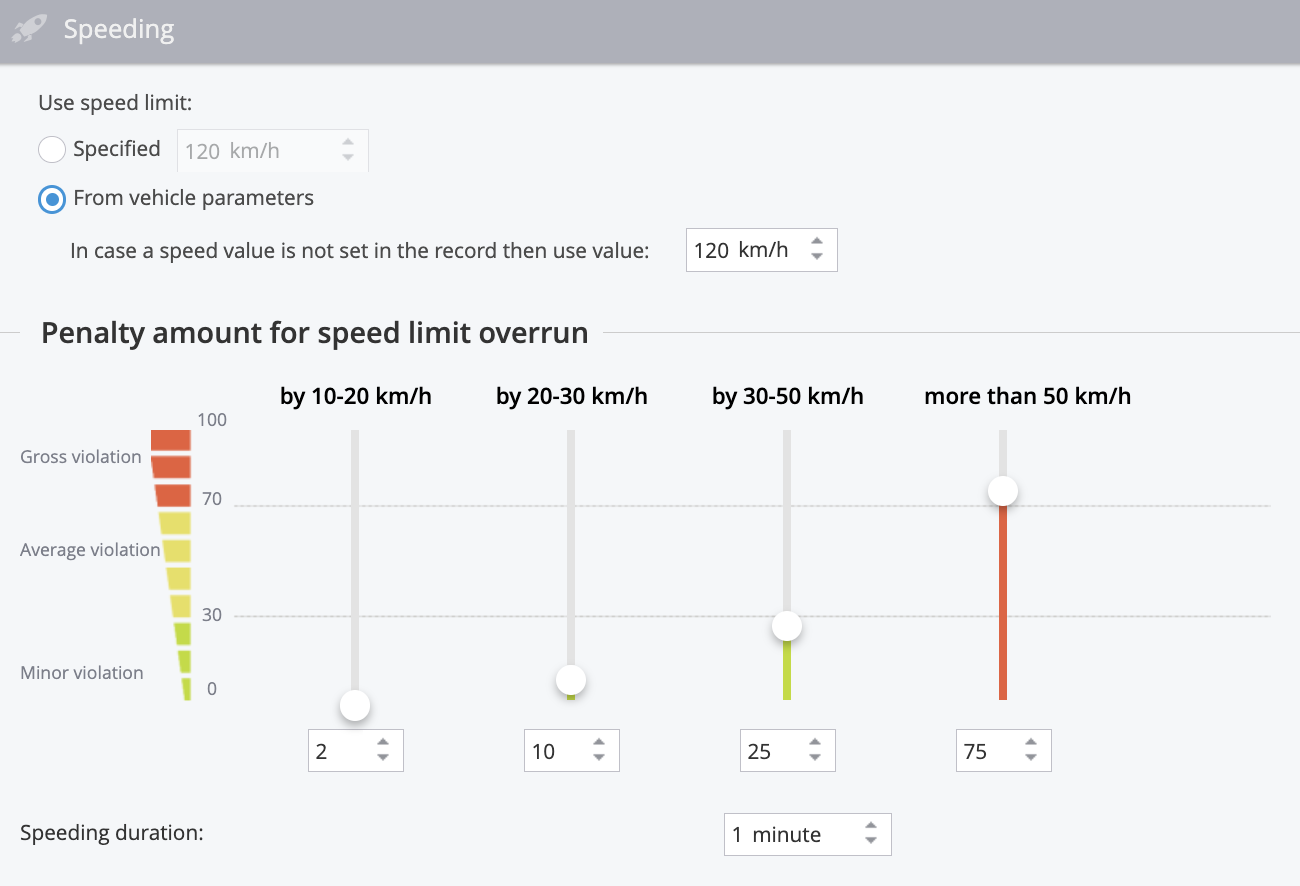 Speeding
Use speed limit:
Specified 120 km/h
From vehicle parameters
In case a speed value is not set in the record then use value: 120 km/h
Penalty amount for speed limit overrun
by 10-20 km/h by 20-30 km/h by 30-50 km/h more than 50 km/h
100
Gross violation
70
Average violation
30
Minor violation
0
2 10 25 75
Speeding duration: 1 minute